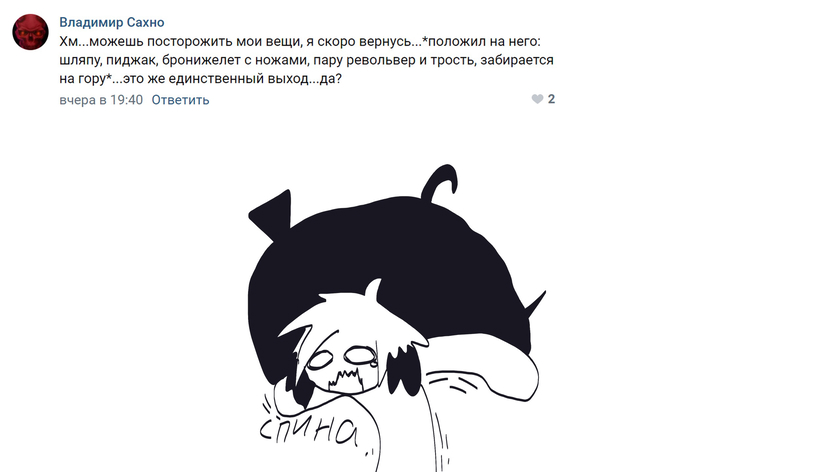 Владимир Сахно
Хм...можешь посторожить мои вещи, я скоро вернусь...*положил на него:
шляпу, пиджак, бронижелет с ножами, пару револьвер и трость, забирается
на гору*...это же единственный выход...да?
вчера в 19:40 Ответить
2
спина..